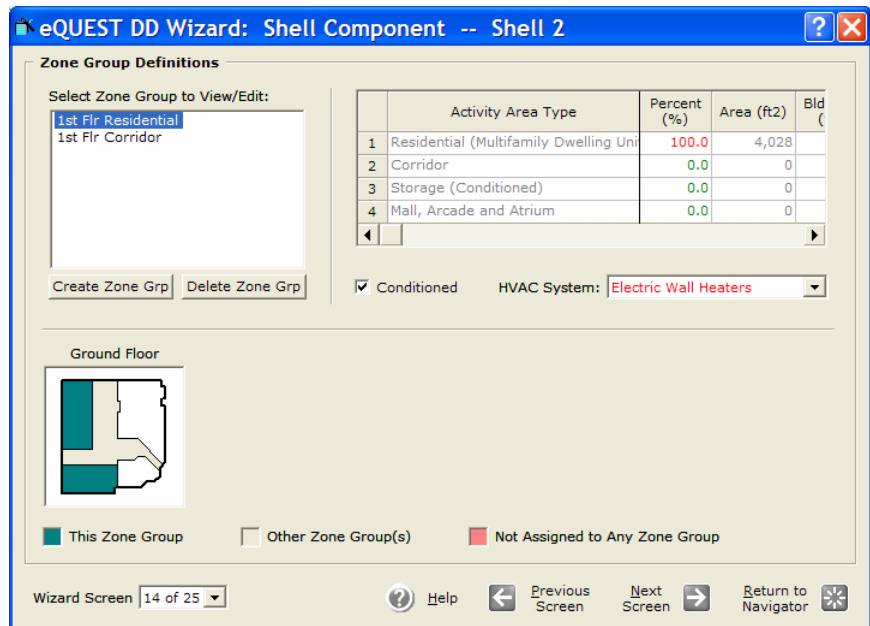 eQUEST DD Wizard: Shell Component -- Shell 2
Zone Group Definitions
Select Zone Group to View/Edit:
1st Flr Residential
1st Flr Corridor
Create Zone Grp Delete Zone Grp
Activity Area Type Percent (%) Area (ft2) Bld (
1 Residential (Multifamily Dwelling Uni 100.0 4,028
2 Corridor 0.0 0
3 Storage (Conditioned) 0.0 0
4 Mall, Arcade and Atrium 0.0 0
Conditioned HVAC System: Electric Wall Heaters
Ground Floor
This Zone Group Other Zone Group(s) Not Assigned to Any Zone Group
Wizard Screen 14 of 25 Help Previous Screen Next Screen Return to Navigator